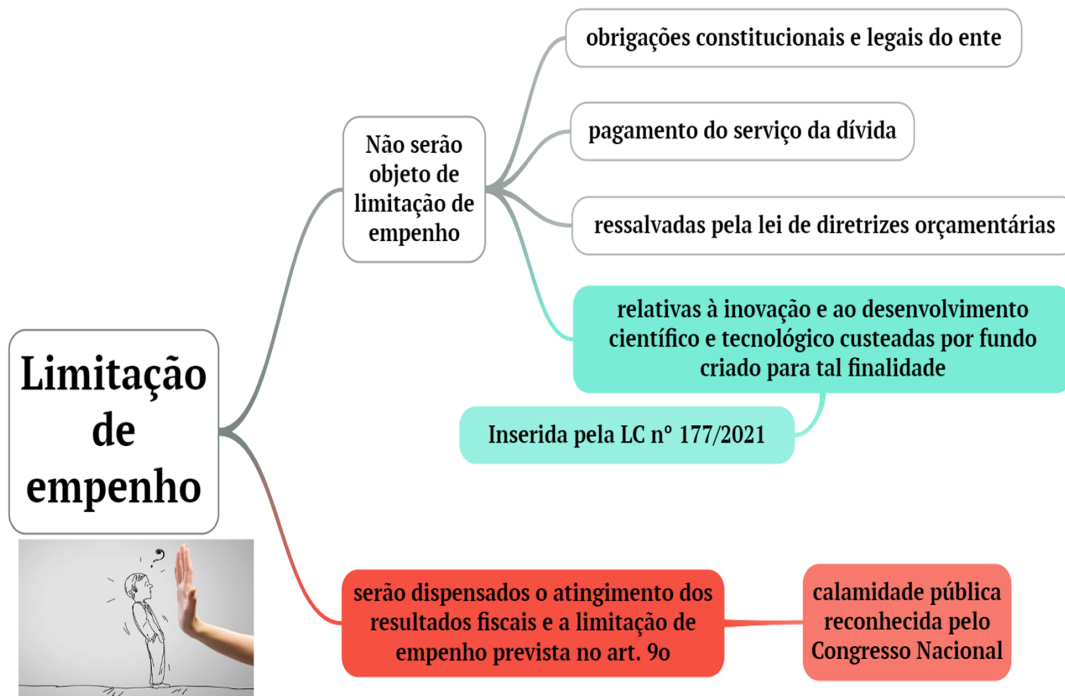 Limitação
de
empenho
Não serão
objeto de
limitação de
empenho
obrigações constitucionais e legais do ente
pagamento do serviço da dívida
ressalvadas pela lei de diretrizes orçamentárias
relativas à inovação e ao desenvolvimento
científico e tecnológico custeadas por fundo
criado para tal finalidade
Inserida pela LC nº 177/2021
serão dispensados o atingimento dos
resultados fiscais e a limitação de
empenho prevista no art. 9o
calamidade pública
reconhecida pelo
Congresso Nacional
?